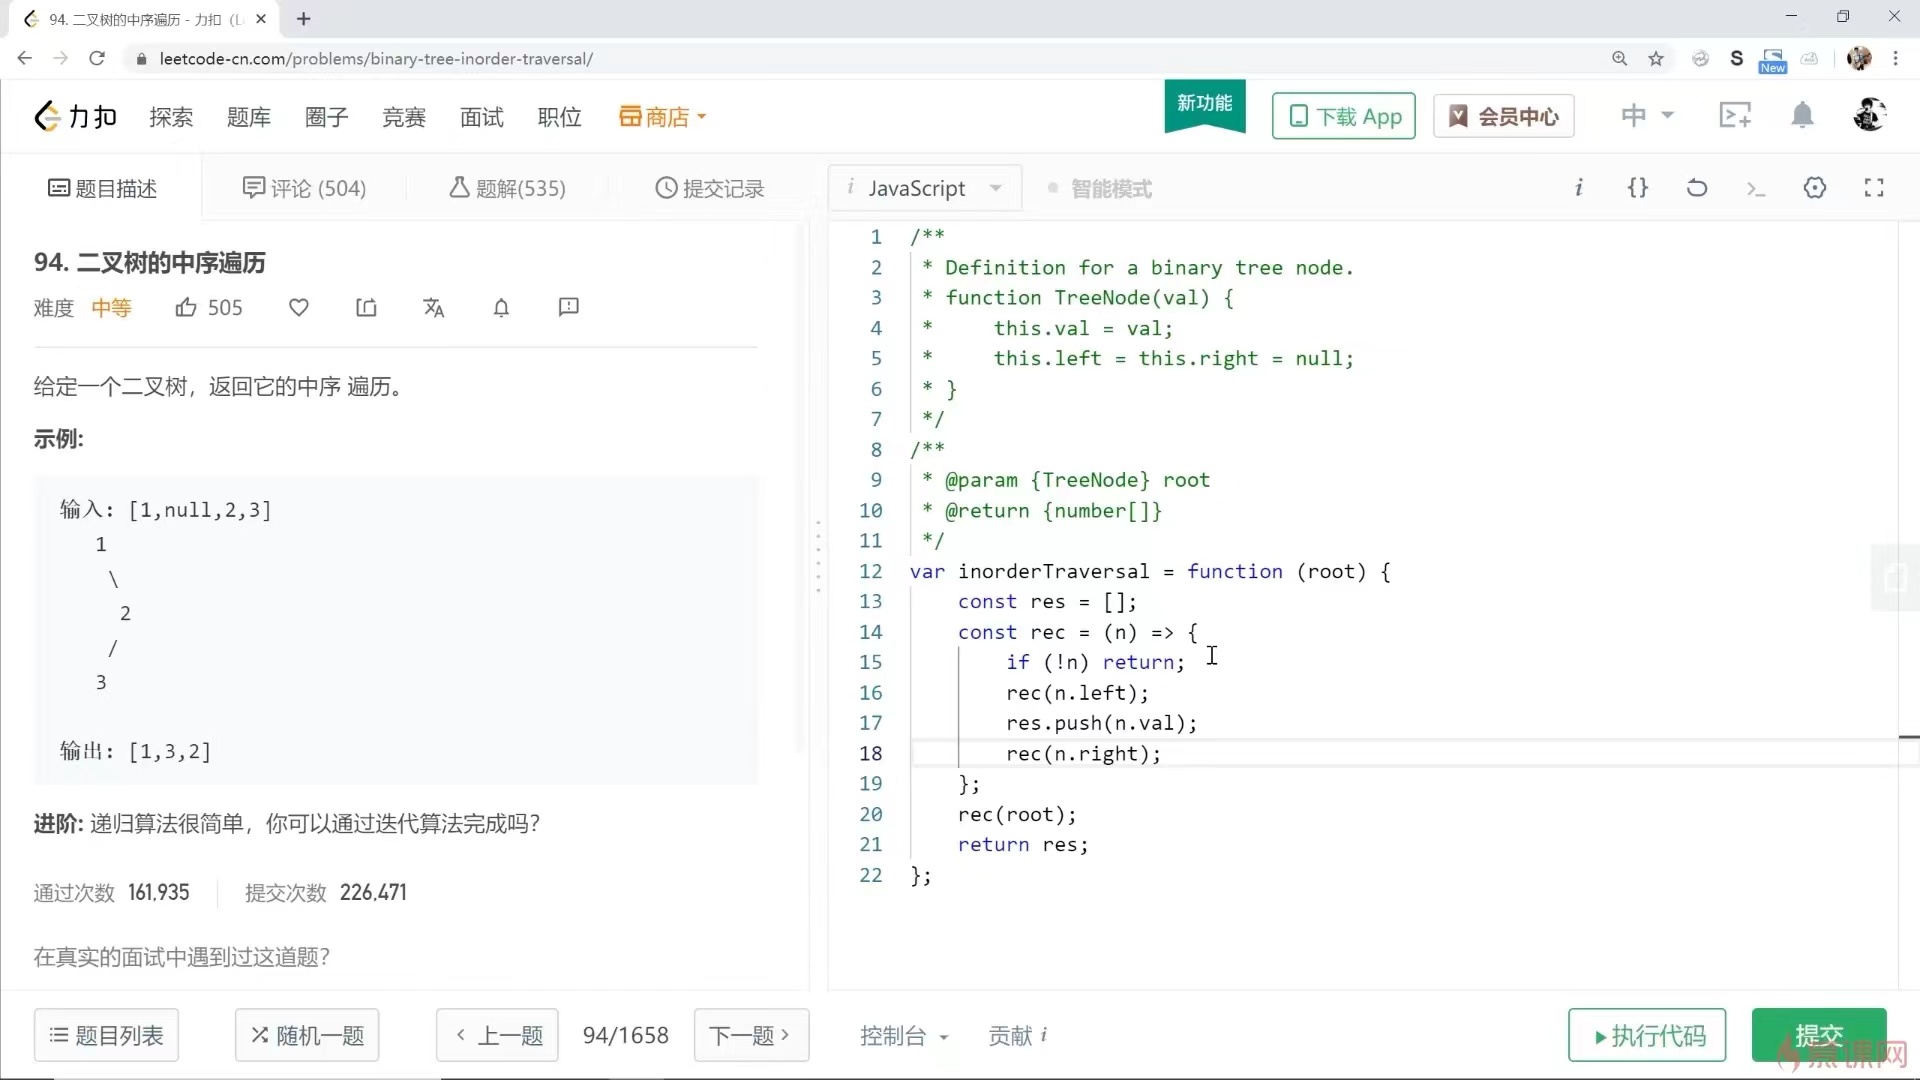 94. 二叉树的中序遍历 - 力扣 (L
leetcode-cn.com/problems/binary-tree-inorder-traversal/
S
New
力扣 探索 题库 圈子 竞赛 面试 职位 商店
新功能
下载 App
会员中心
中
题目描述
评论 (504)
题解(535)
提交记录
i JavaScript
智能模式
i {} >_
94. 二叉树的中序遍历
难度 中等 505
给定一个二叉树，返回它的中序 遍历。
示例:
输入: [1,null,2,3]
1
\
2
/
3
输出: [1,3,2]
进阶: 递归算法很简单，你可以通过迭代算法完成吗？
通过次数 161,935 提交次数 226,471
在真实的面试中遇到过这道题？
1 /**
2 * Definition for a binary tree node.
3 * function TreeNode(val) {
4 *     this.val = val;
5 *     this.left = this.right = null;
6 * }
7 */
8 /**
9 * @param {TreeNode} root
10 * @return {number[]}
11 */
12 var inorderTraversal = function (root) {
13     const res = [];
14     const rec = (n) => {
15         if (!n) return;
16         rec(n.left);
17         res.push(n.val);
18         rec(n.right);
19     };
20     rec(root);
21     return res;
22 };
题目列表
随机一题
上一题
94/1658
下一题
控制台
贡献 i
执行代码
提交
慕课网